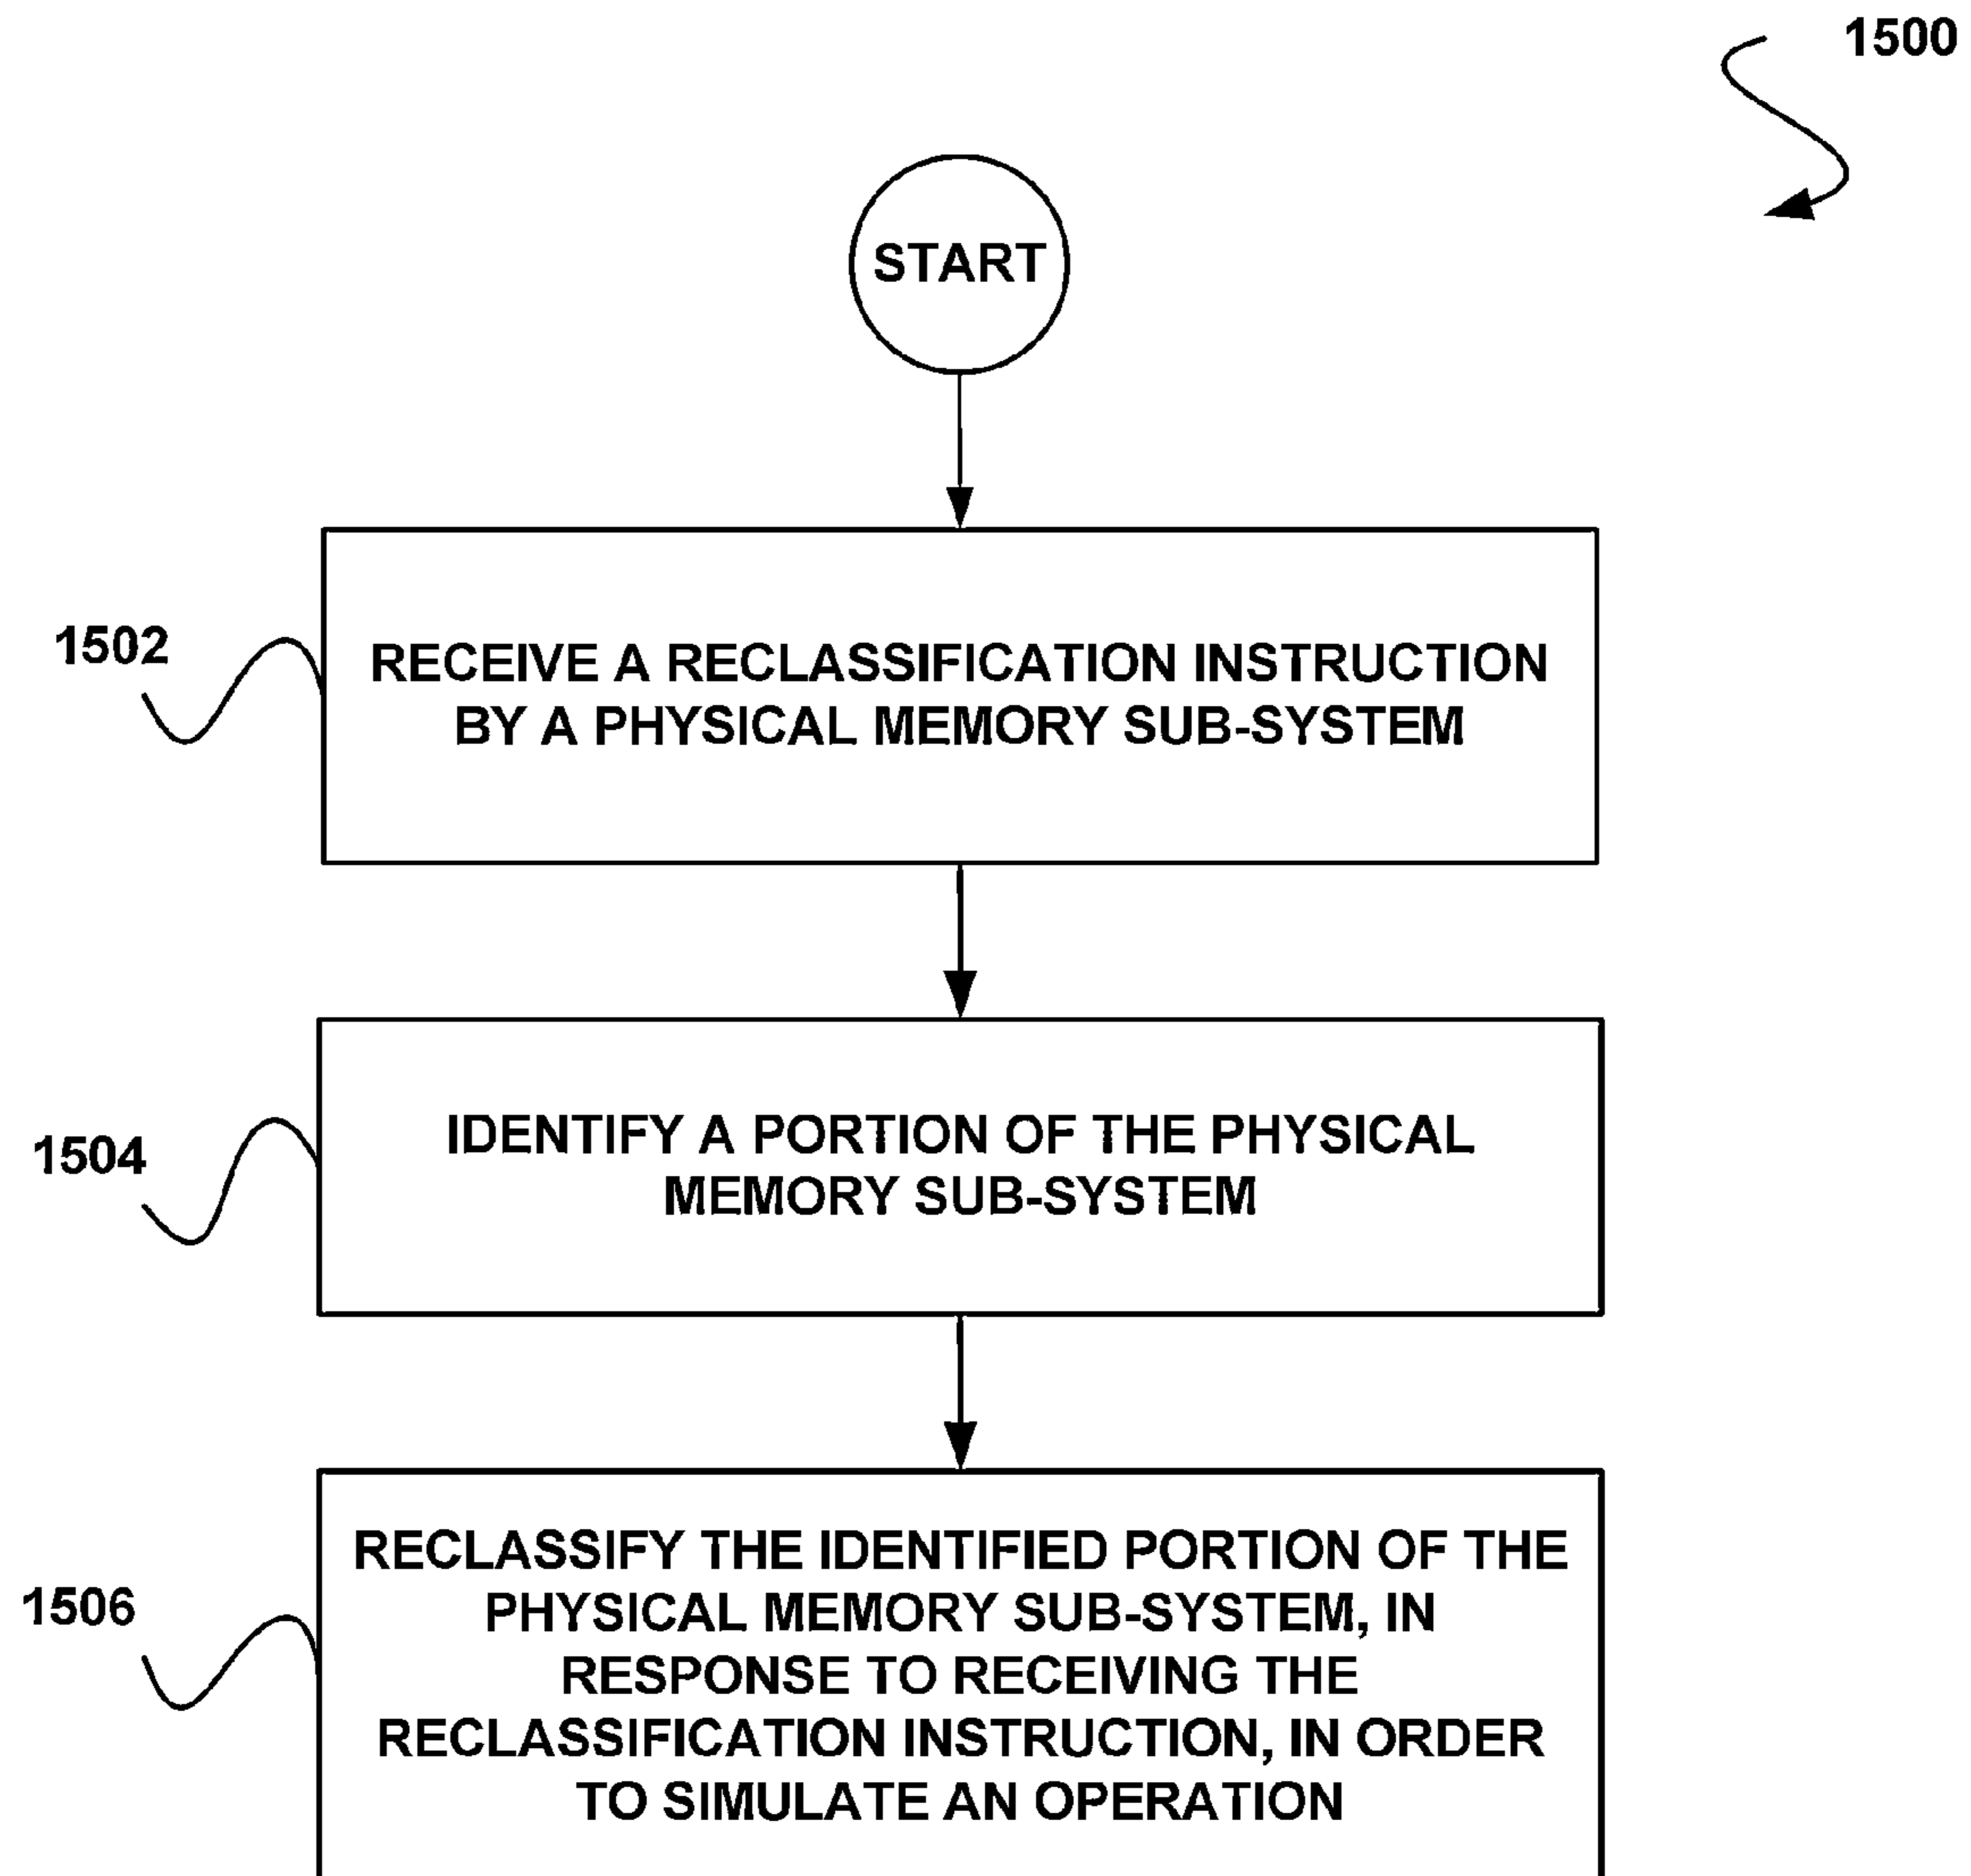 1500
START
1502
RECEIVE A RECLASSIFICATION INSTRUCTION
BY A PHYSICAL MEMORY SUB-SYSTEM
1504
IDENTIFY A PORTION OF THE PHYSICAL
MEMORY SUB-SYSTEM
1506
RECLASSIFY THE IDENTIFIED PORTION OF THE
PHYSICAL MEMORY SUB-SYSTEM, IN
RESPONSE TO RECEIVING THE
RECLASSIFICATION INSTRUCTION, IN ORDER
TO SIMULATE AN OPERATION